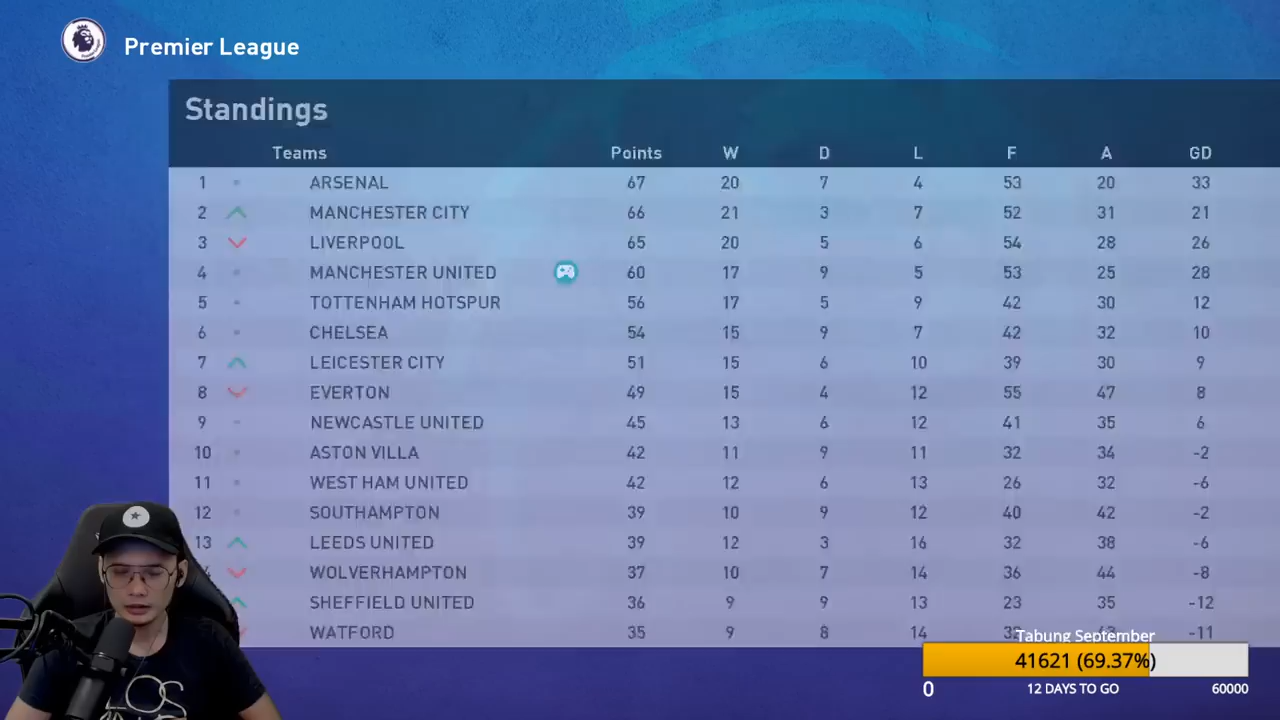 Premier League
Standings
Teams Points W D L F A GD
1 ARSENAL 67 20 7 4 53 20 33
2 MANCHESTER CITY 66 21 3 7 52 31 21
3 LIVERPOOL 65 20 5 6 54 28 26
4 MANCHESTER UNITED 60 17 9 5 53 25 28
5 TOTTENHAM HOTSPUR 56 17 5 9 42 30 12
6 CHELSEA 54 15 9 7 42 32 10
7 LEICESTER CITY 51 15 6 10 39 30 9
8 EVERTON 49 15 4 12 55 47 8
9 NEWCASTLE UNITED 45 13 6 12 41 35 6
10 ASTON VILLA 42 11 9 11 32 34 -2
11 WEST HAM UNITED 42 12 6 13 26 32 -6
12 SOUTHAMPTON 39 10 9 12 40 42 -2
13 LEEDS UNITED 39 12 3 16 32 38 -6
WOLVERHAMPTON 37 10 7 14 36 44 -8
SHEFFIELD UNITED 36 9 9 13 23 35 -12
WATFORD 35 9 8 14 -11
Tabung September
41621 (69.37%)
0 12 DAYS TO GO 60000